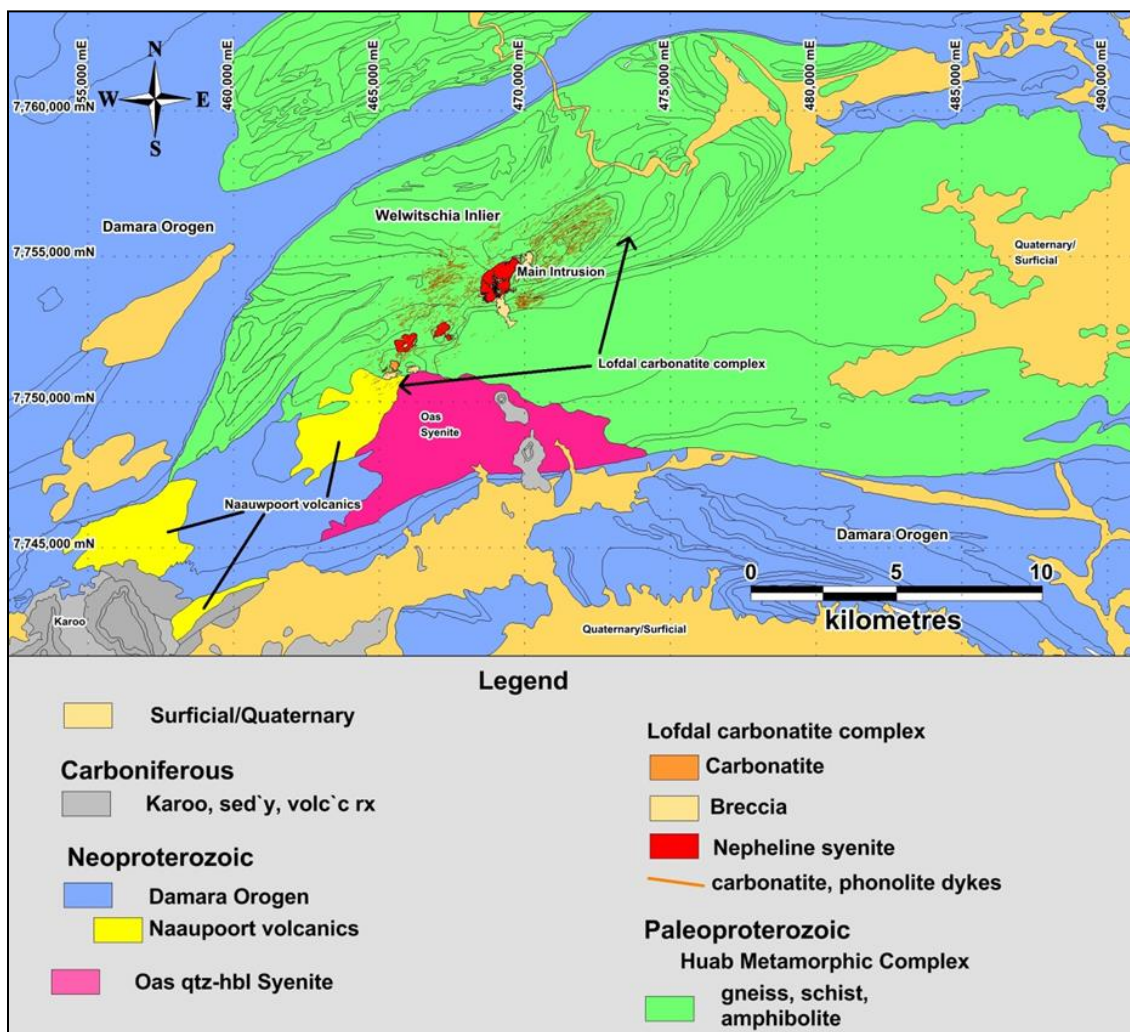 N
W E
S
455,000 mE
460,000 mE
465,000 mE
470,000 mE
475,000 mE
480,000 mE
485,000 mE
490,000 mE
7,760,000 mN
Welwitschia Inlier
Damara Orogen
7,755,000 mN
Main Intrusion
Quaternary/
Surficial
Lofdal carbonatite complex
7,750,000 mN
Oas
Syenite
Naauwpoort volcanics
7,745,000 mN
Damara Orogen
0 5 10
kilometres
Karoo
Quaternary/Surficial
Legend
Surficial/Quaternary
Carboniferous
Karoo, sed`y, volc`c rx
Neoproterozoic
Damara Orogen
Naaupoort volcanics
Oas qtz-hbl Syenite
Lofdal carbonatite complex
Carbonatite
Breccia
Nepheline syenite
carbonatite, phonolite dykes
Paleoproterozoic
Huab Metamorphic Complex
gneiss, schist,
amphibolite